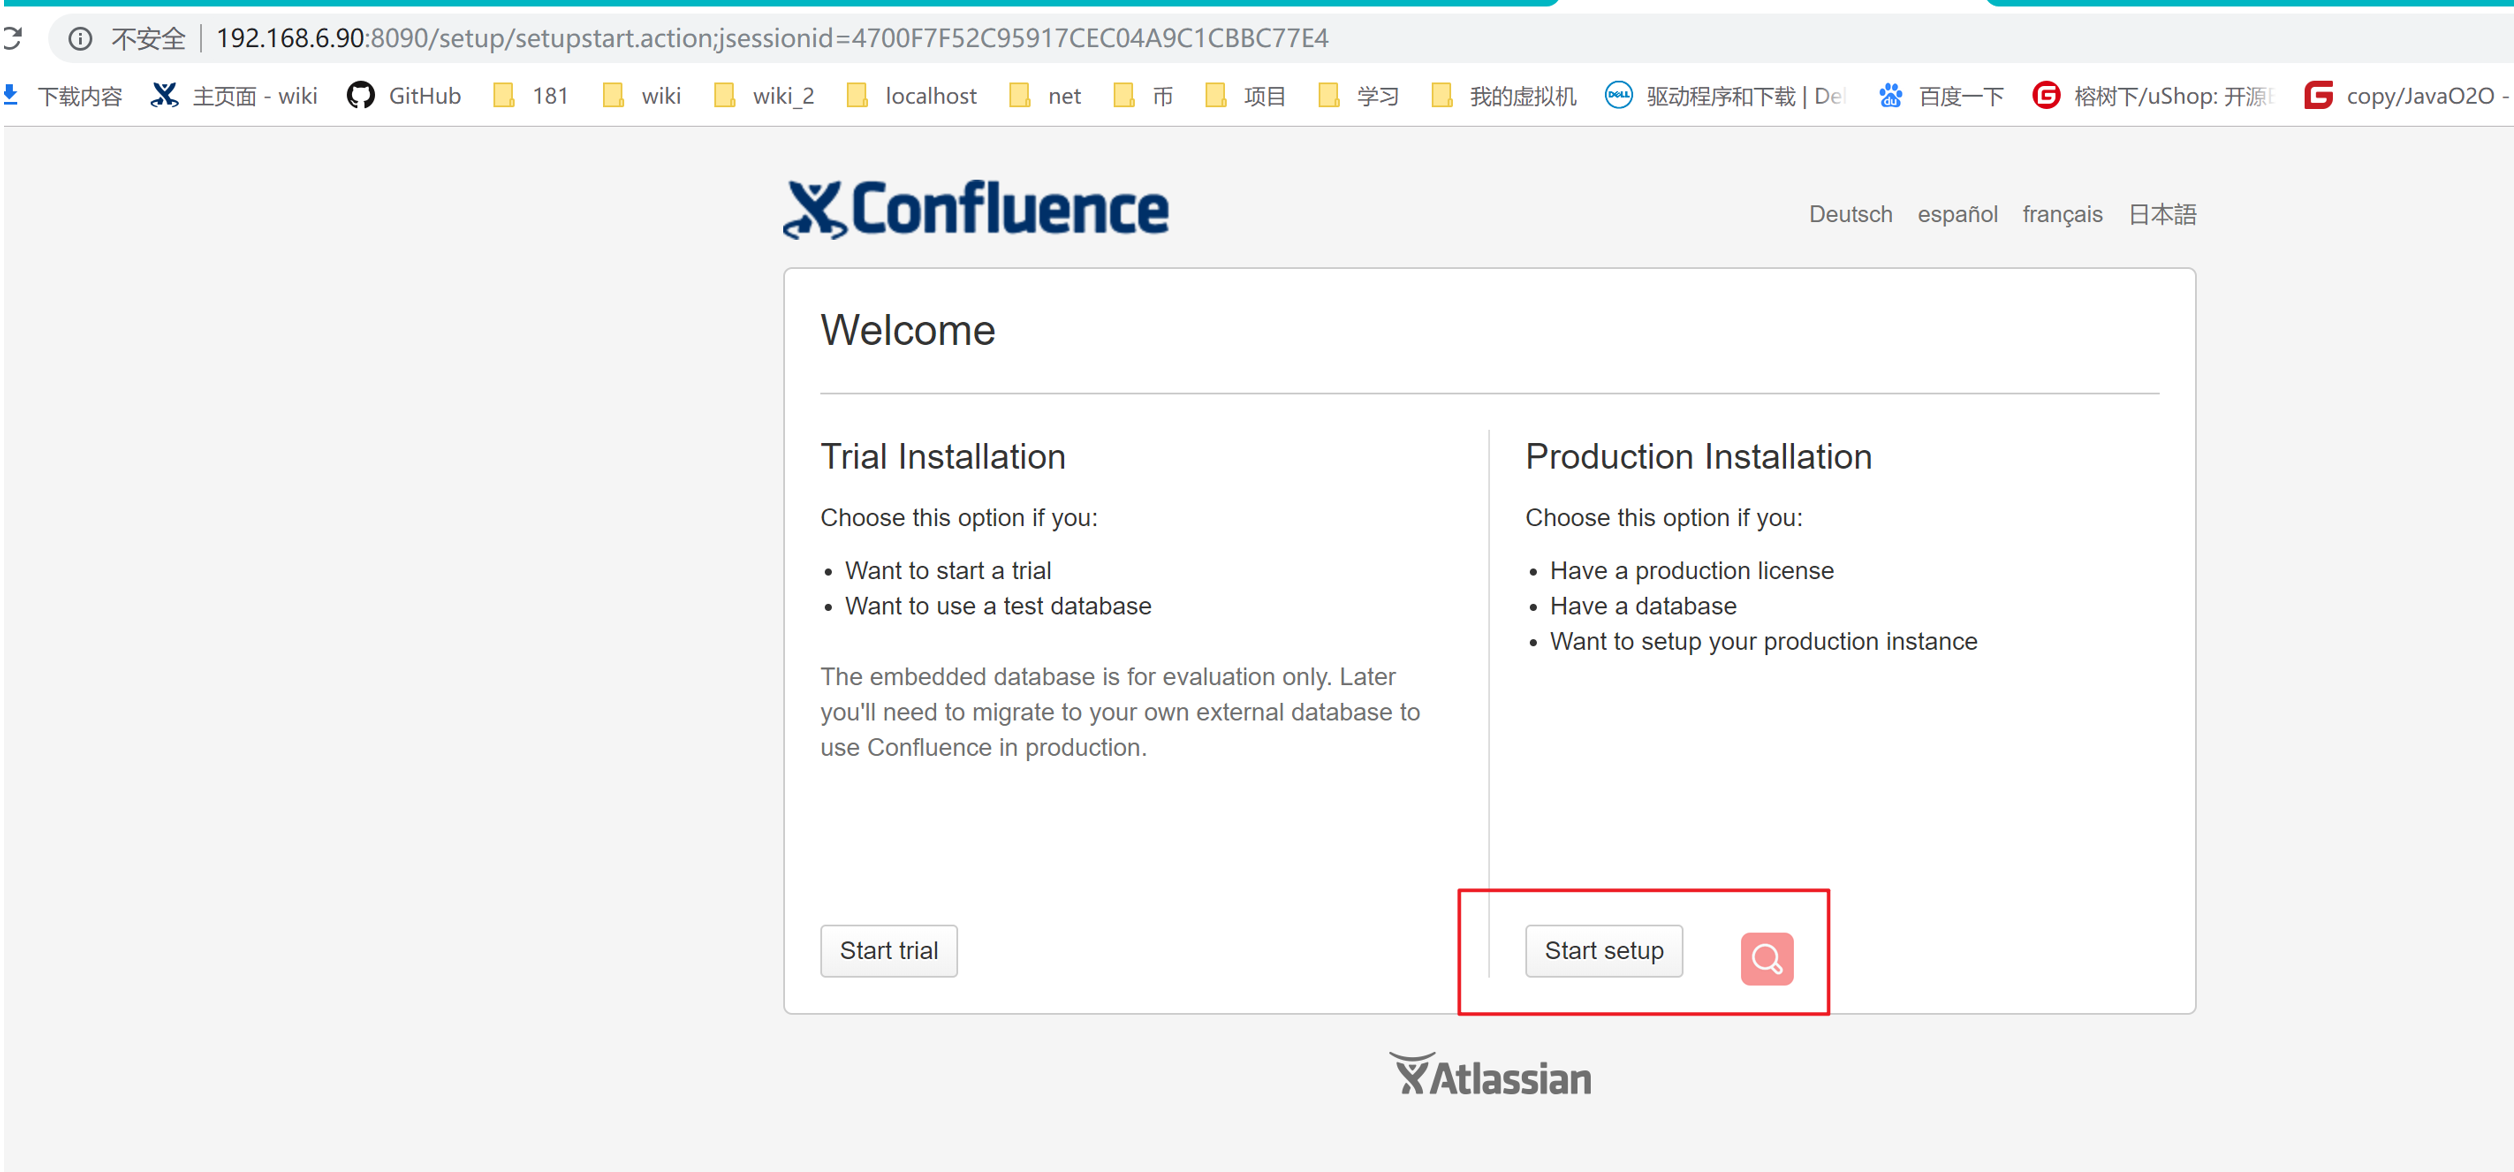 不安全 192.168.6.90:8090/setup/setupstart.action;jsessionid=4700F7F52C95917CEC04A9C1CBBC77E4
下载内容 主页面 - wiki GitHub 181 wiki wiki_2 localhost net 币 项目 学习 我的虚拟机 DELL 驱动程序和下载 | De 百度一下 榕树下/uShop: 开源 copy/JavaO2O -
Confluence
Deutsch español français 日本語
Welcome
Trial Installation
Choose this option if you:
• Want to start a trial
• Want to use a test database
The embedded database is for evaluation only. Later
you'll need to migrate to your own external database to
use Confluence in production.
Start trial
Production Installation
Choose this option if you:
• Have a production license
• Have a database
• Want to setup your production instance
Start setup
Atlassian